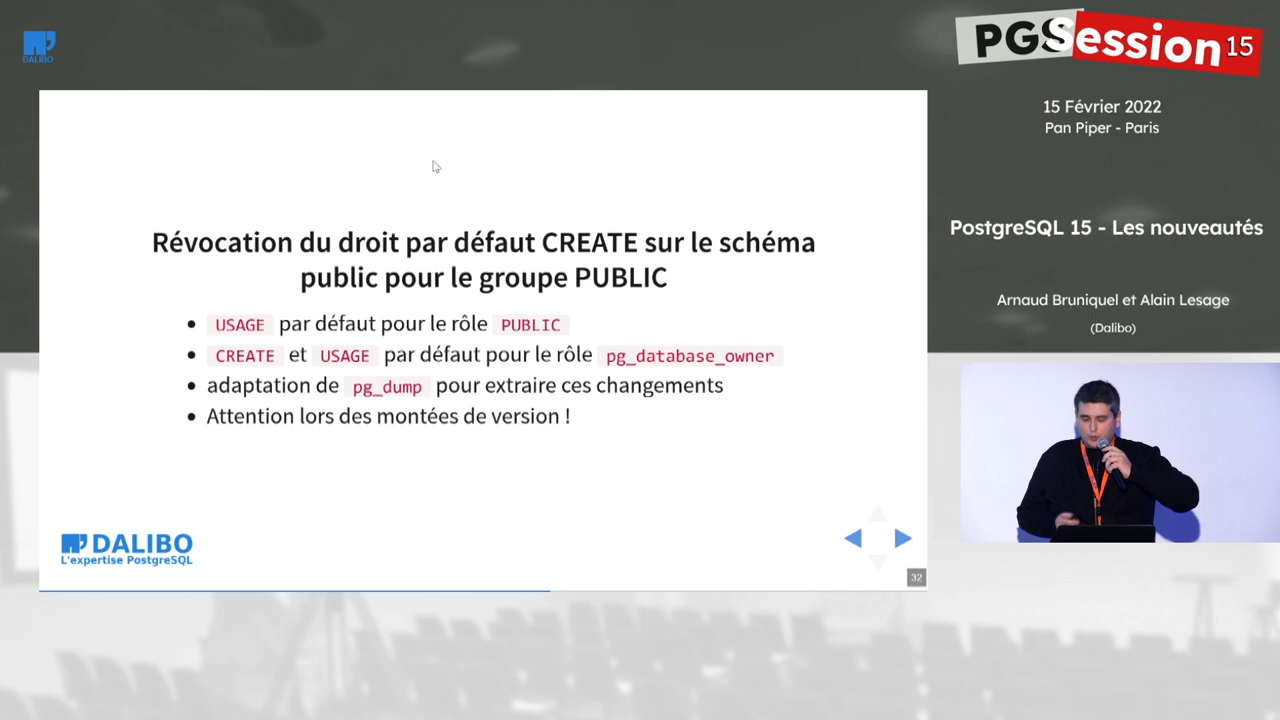 DALIBO
PGSession 15
15 Février 2022
Pan Piper - Paris
PostgreSQL 15 - Les nouveautés
Arnaud Bruniquel et Alain Lesage
(Dalibo)
Révocation du droit par défaut CREATE sur le schéma
public pour le groupe PUBLIC
USAGE par défaut pour le rôle PUBLIC
CREATE et USAGE par défaut pour le rôle pg_database_owner
adaptation de pg_dump pour extraire ces changements
Attention lors des montées de version !
DALIBO
L'expertise PostgreSQL
32